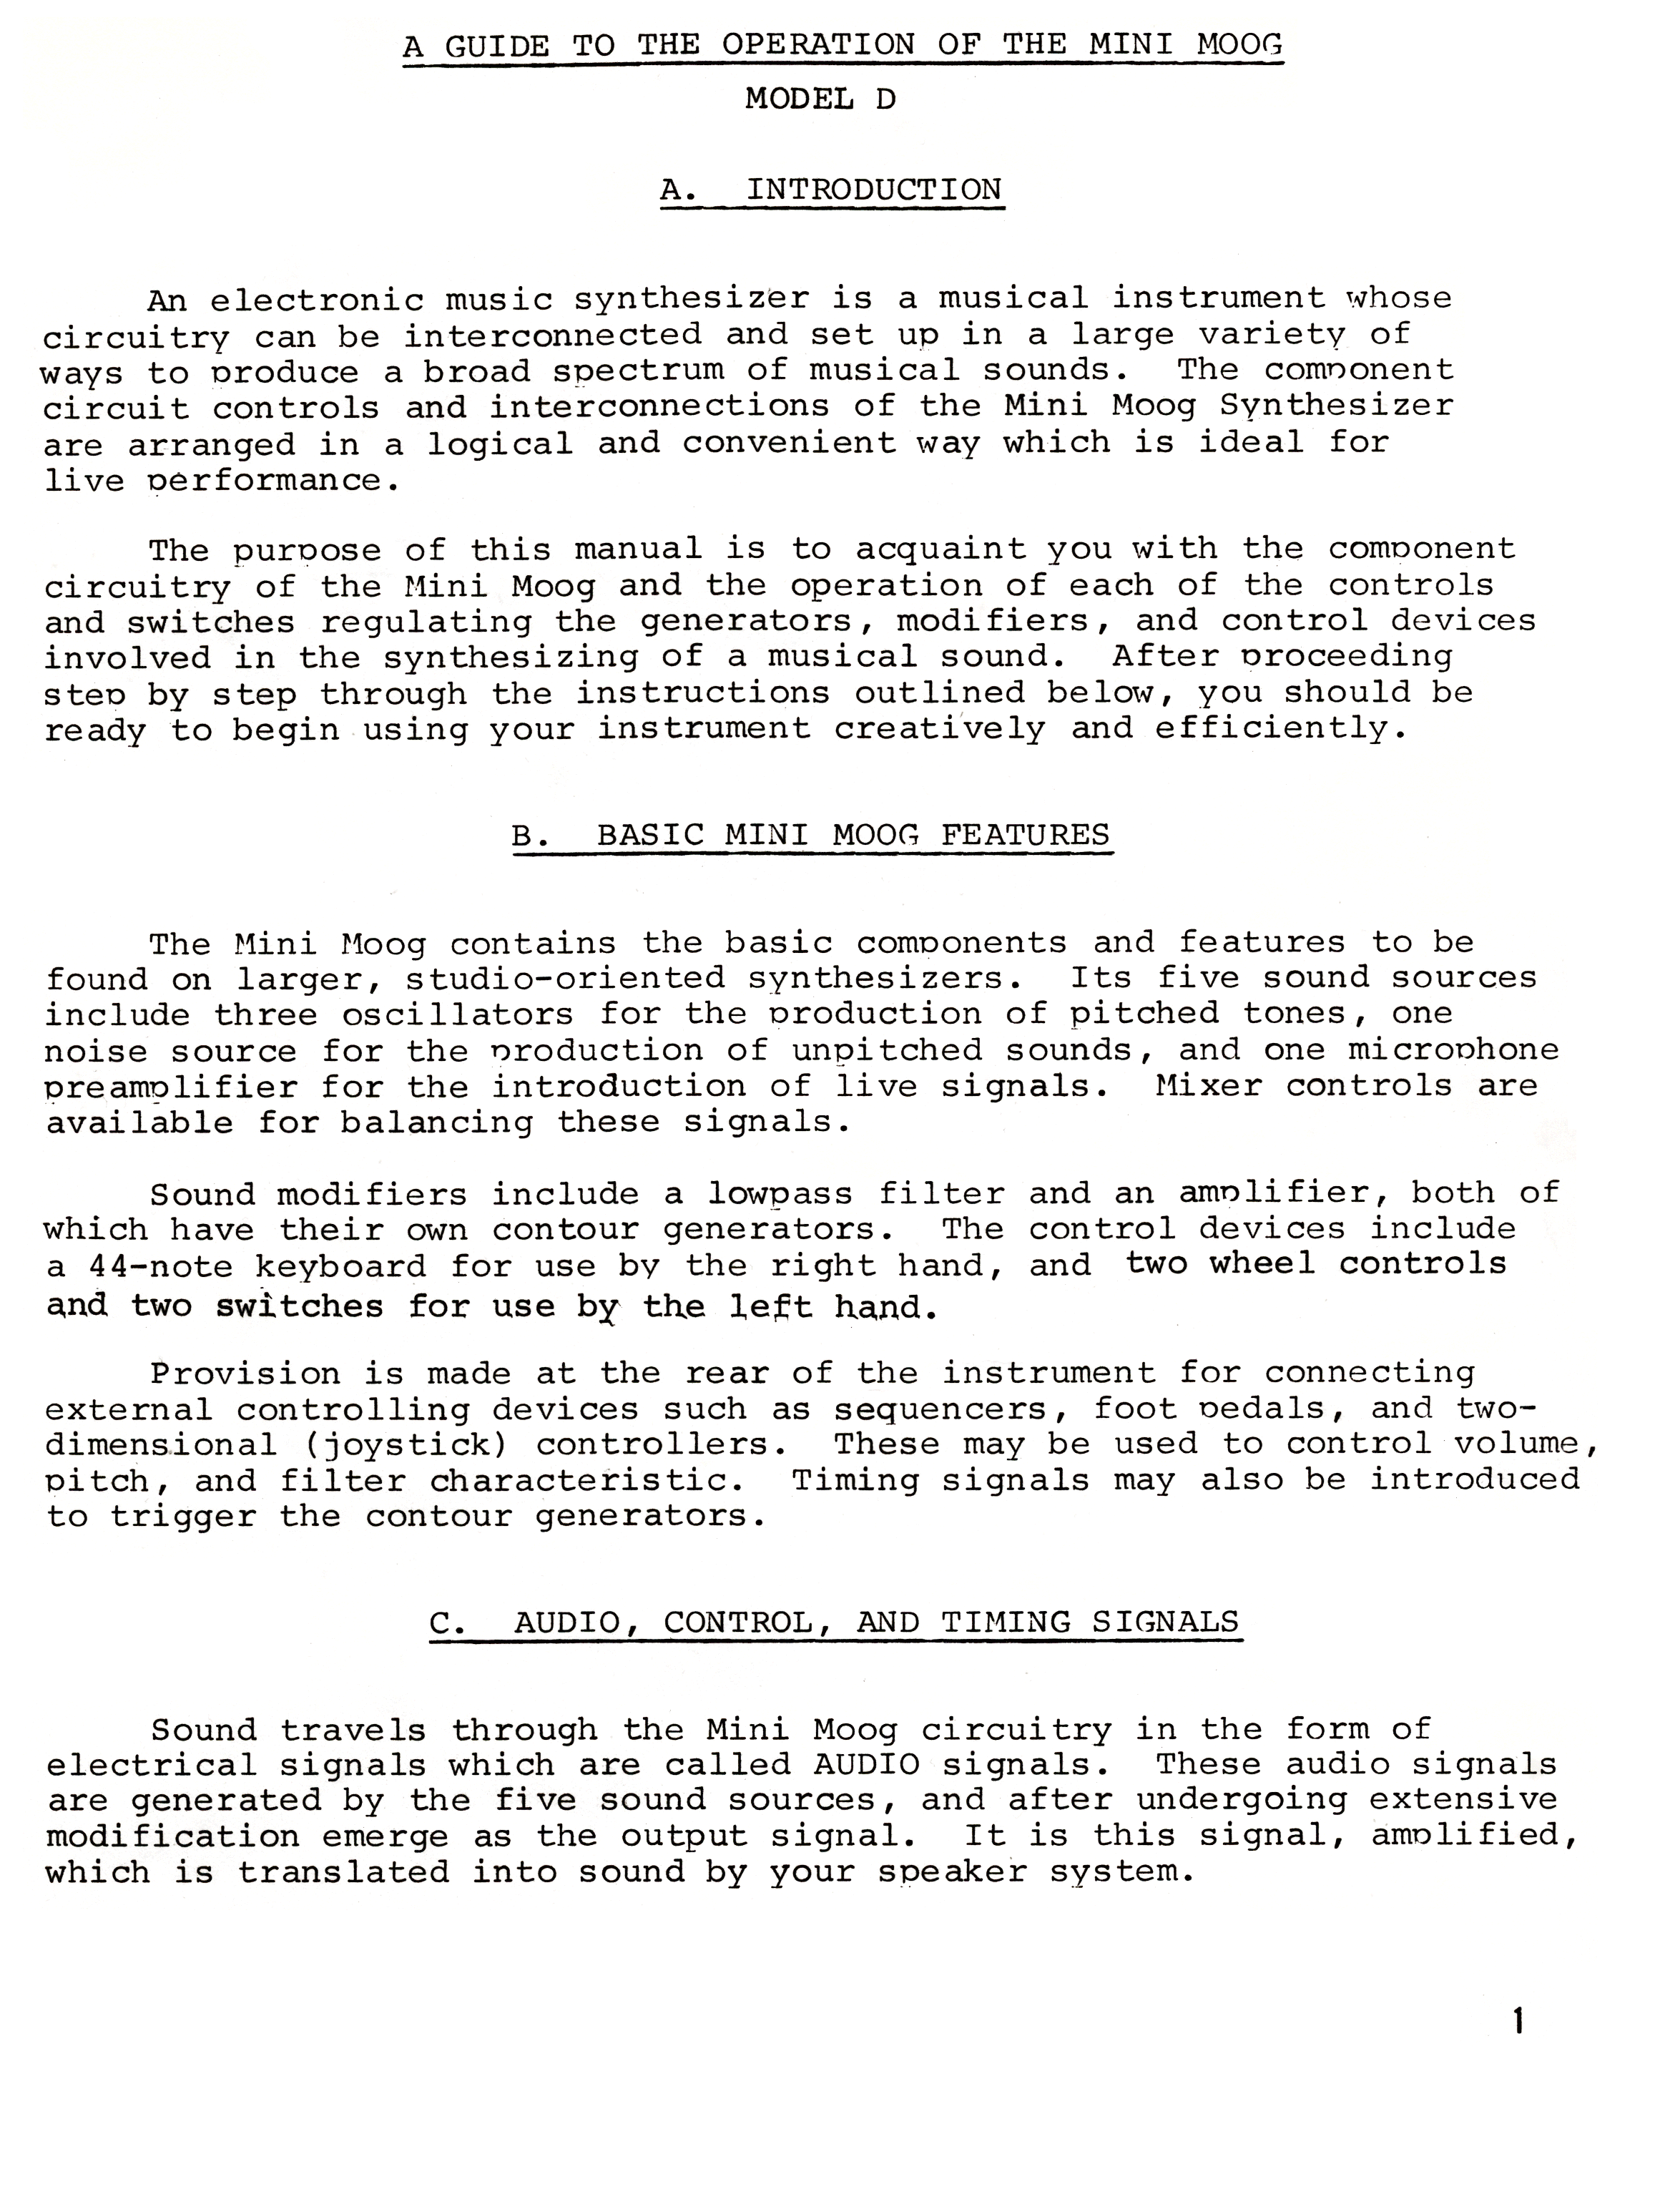 A GUIDE TO THE OPERATION OF THE MINI MOOG
MODEL D
A. INTRODUCTION
An electronic music synthesizer is a musical instrument whose
circuitry can be interconnected and set up in a large variety of
ways to produce a broad spectrum of musical sounds. The component
circuit controls and interconnections of the Mini Moog Synthesizer
are arranged in a logical and convenient way which is ideal for
live performance.
The purpose of this manual is to acquaint you with the component
circuitry of the Mini Moog and the operation of each of the controls
and switches regulating the generators, modifiers, and control devices
involved in the synthesizing of a musical sound. After proceeding
step by step through the instructions outlined below, you should be
ready to begin using your instrument creatively and efficiently.
B. BASIC MINI MOOG FEATURES
The Mini Moog contains the basic components and features to be
found on larger, studio-oriented synthesizers. Its five sound sources
include three oscillators for the production of pitched tones, one
noise source for the production of unpitched sounds, and one microphone
preamplifier for the introduction of live signals. Mixer controls are
available for balancing these signals.
Sound modifiers include a lowpass filter and an amplifier, both of
which have their own contour generators. The control devices include
a 44-note keyboard for use by the right hand, and two wheel controls
and two switches for use by the left hand.
Provision is made at the rear of the instrument for connecting
external controlling devices such as sequencers, foot pedals, and two-
dimensional (joystick) controllers. These may be used to control volume,
pitch, and filter characteristic. Timing signals may also be introduced
to trigger the contour generators.
C. AUDIO, CONTROL, AND TIMING SIGNALS
Sound travels through the Mini Moog circuitry in the form of
electrical signals which are called AUDIO signals. These audio signals
are generated by the five sound sources, and after undergoing extensive
modification emerge as the output signal. It is this signal, amplified,
which is translated into sound by your speaker system.
1